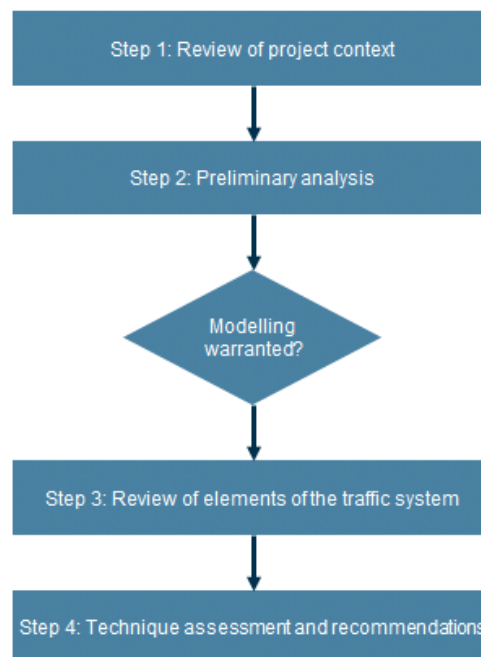 Step 1: Review of project context
Step 2: Preliminary analysis
Modelling
warranted?
Step 3: Review of elements of the traffic system
Step 4: Technique assessment and recommendations